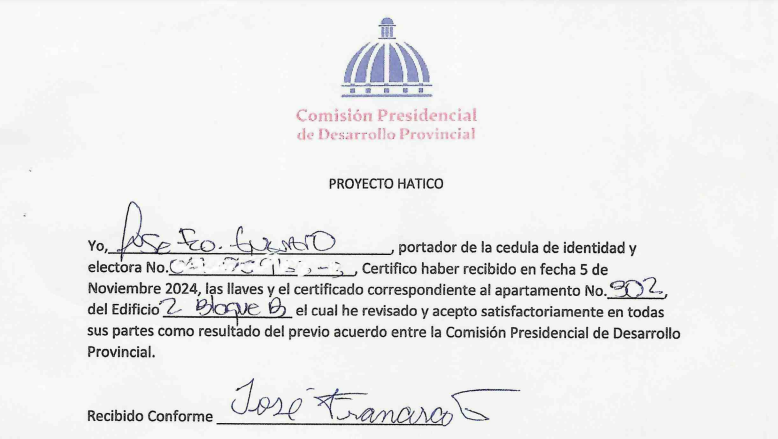 Comisión Presidencial
de Desarrollo Provincial
PROYECTO HATICO
Yo, Jose Fco. , portador de la cedula de identidad y
electora No. , Certifico haber recibido en fecha 5 de
Noviembre 2024, las llaves y el certificado correspondiente al apartamento No. 302,
del Edificio 2 Bloque B el cual he revisado y acepto satisfactoriamente en todas
sus partes como resultado del previo acuerdo entre la Comisión Presidencial de Desarrollo
Provincial.
Recibido Conforme José Francisco G